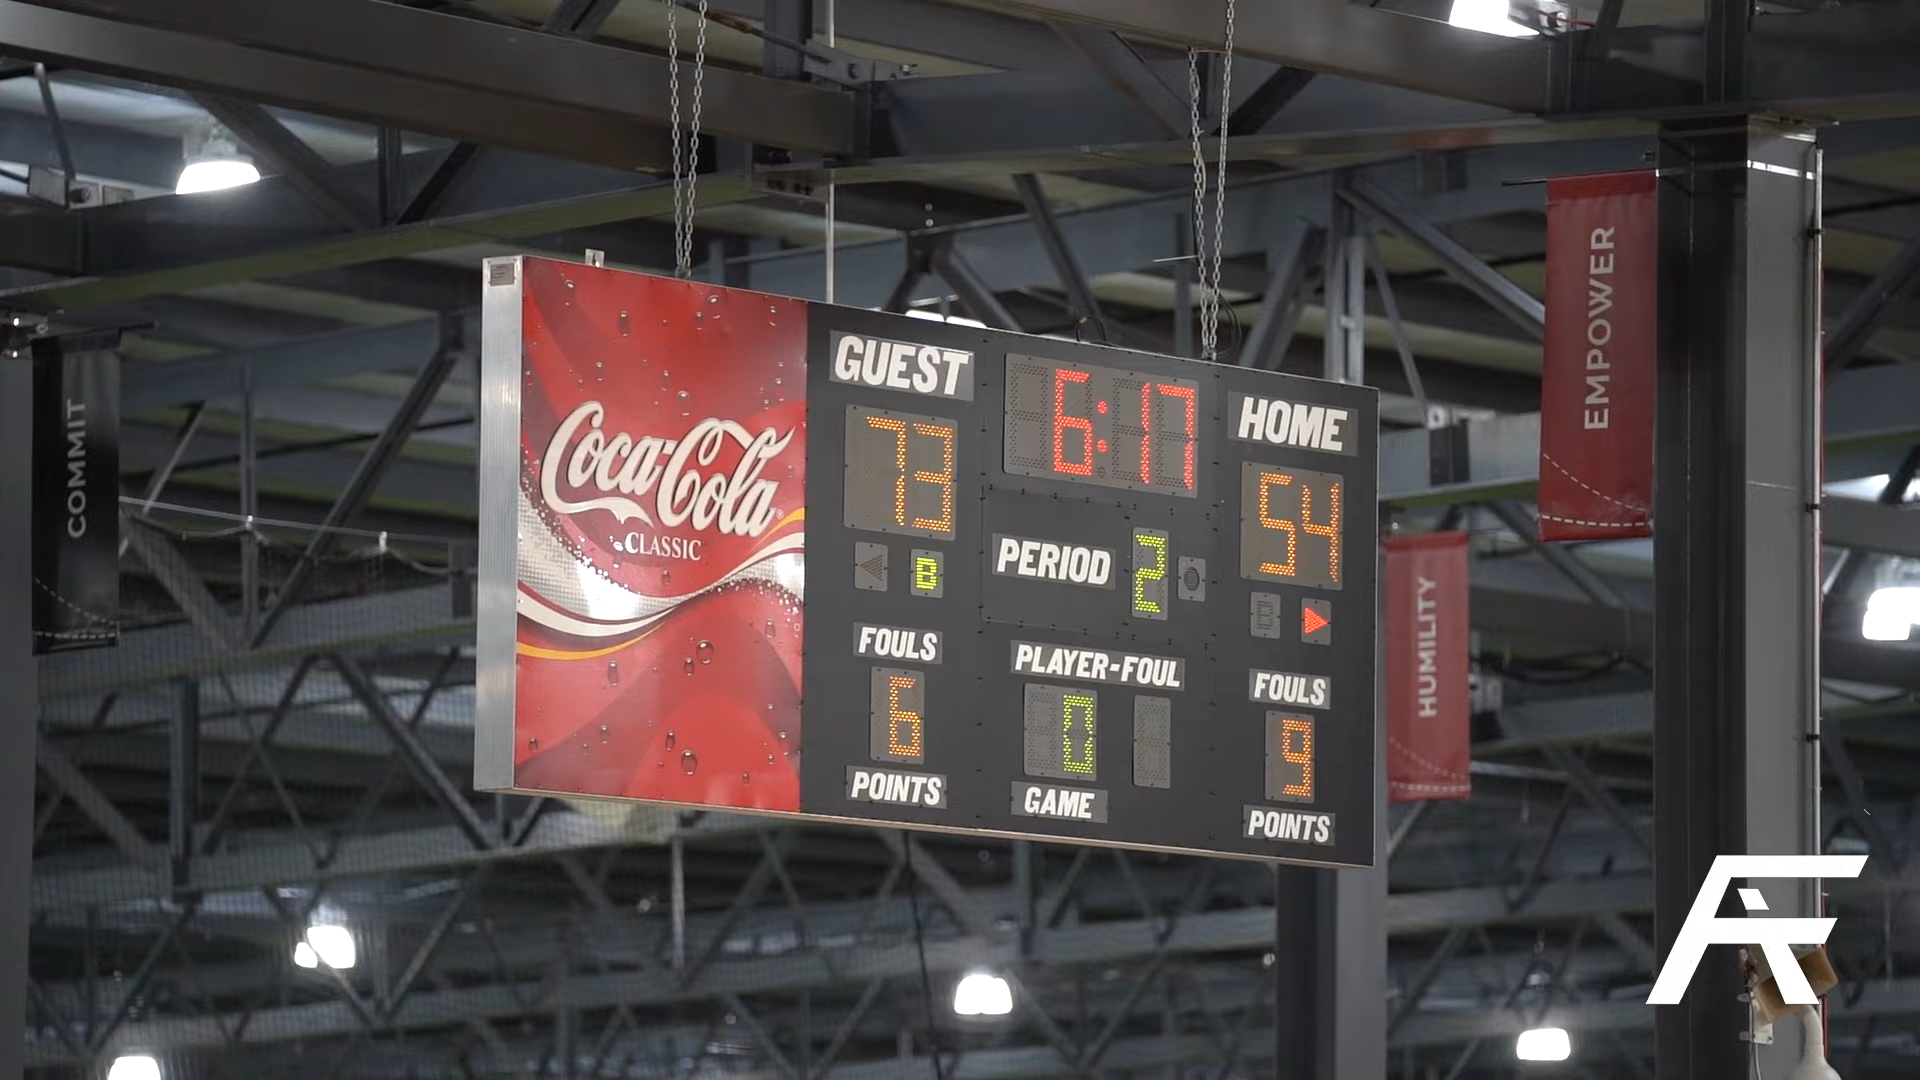 COMMIT
EMPOWER
HUMILITY
Coca-Cola
CLASSIC
GUEST
6:17
HOME
73
54
B
PERIOD 2
B
FOULS
PLAYER-FOUL
FOULS
6
0
9
POINTS
GAME
POINTS